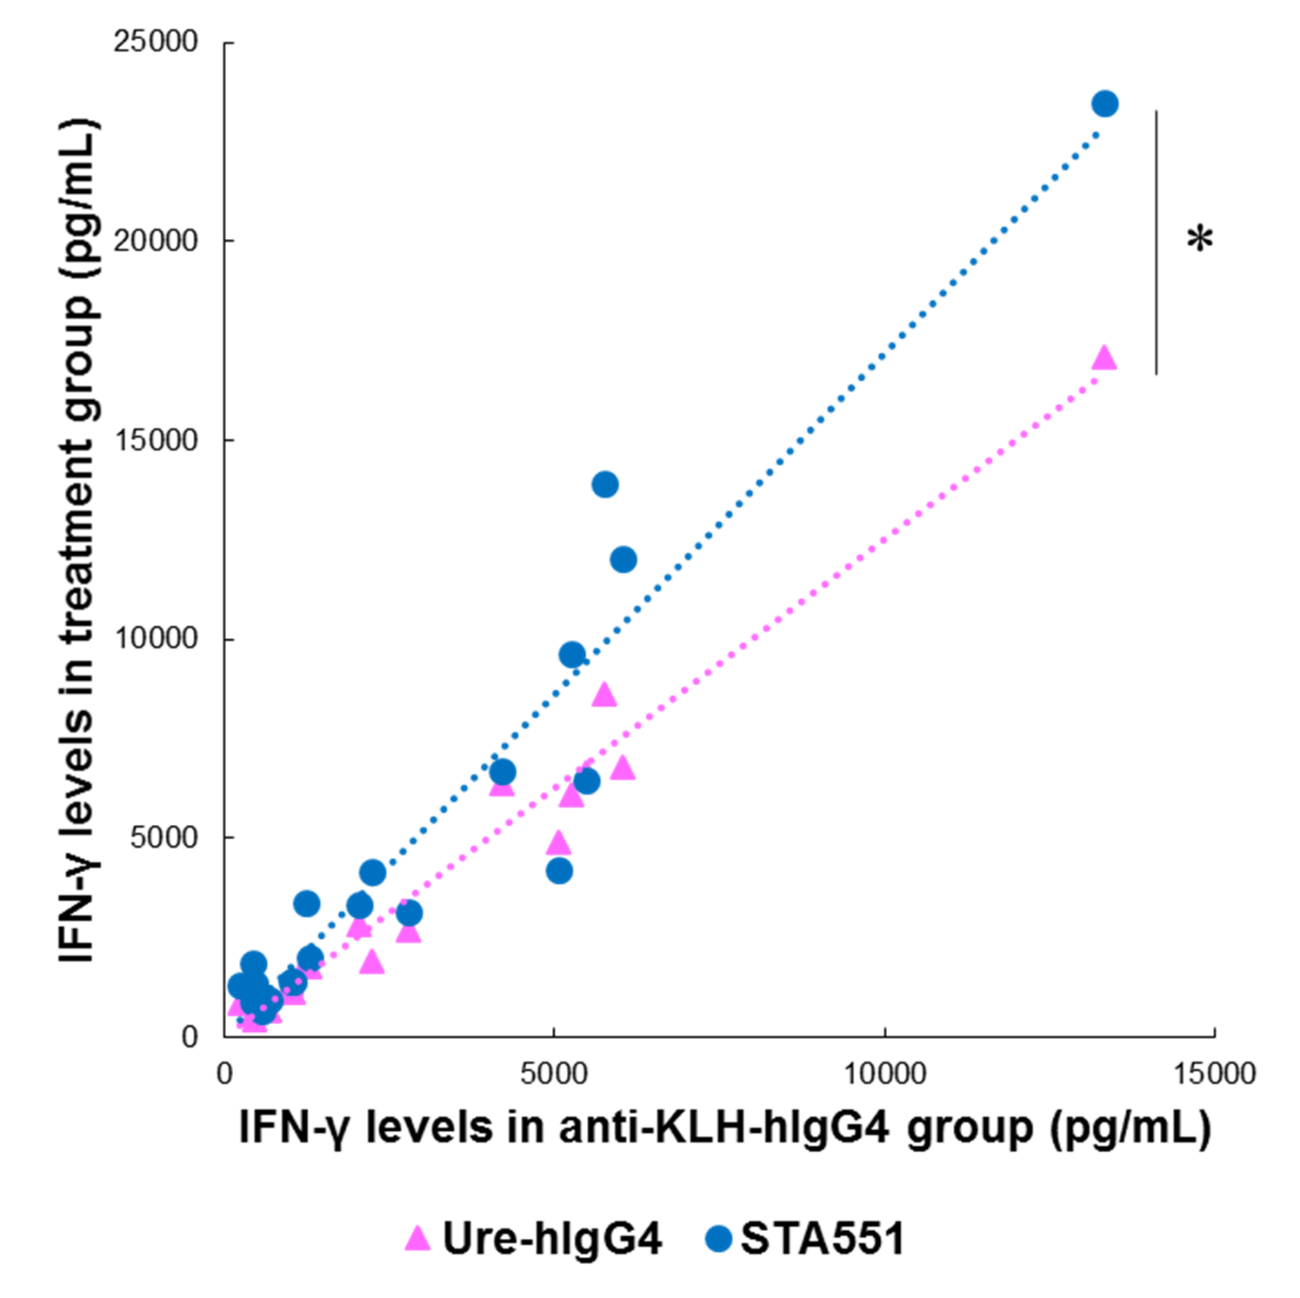 25000
20000
15000
10000
5000
0
IFN-γ levels in treatment group (pg/mL)
*
0 5000 10000 15000
IFN-γ levels in anti-KLH-hIgG4 group (pg/mL)
Ure-hIgG4 STA551